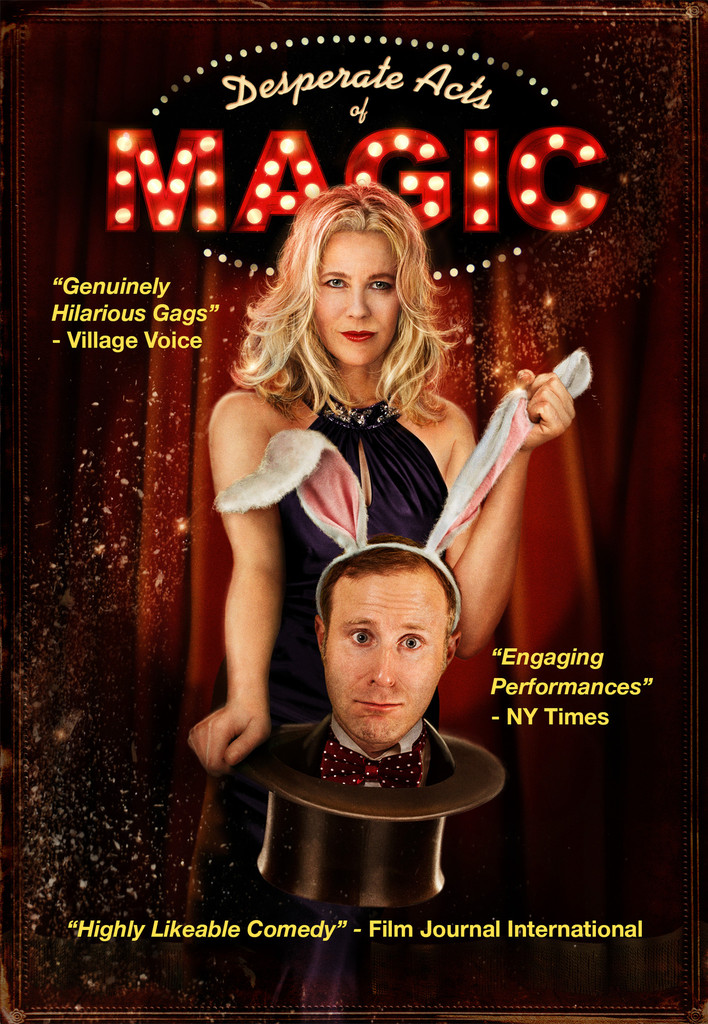 Desperate Acts
of
MAGIC
“Genuinely
Hilarious Gags”
- Village Voice
“Engaging
Performances”
- NY Times
“Highly Likeable Comedy” - Film Journal International